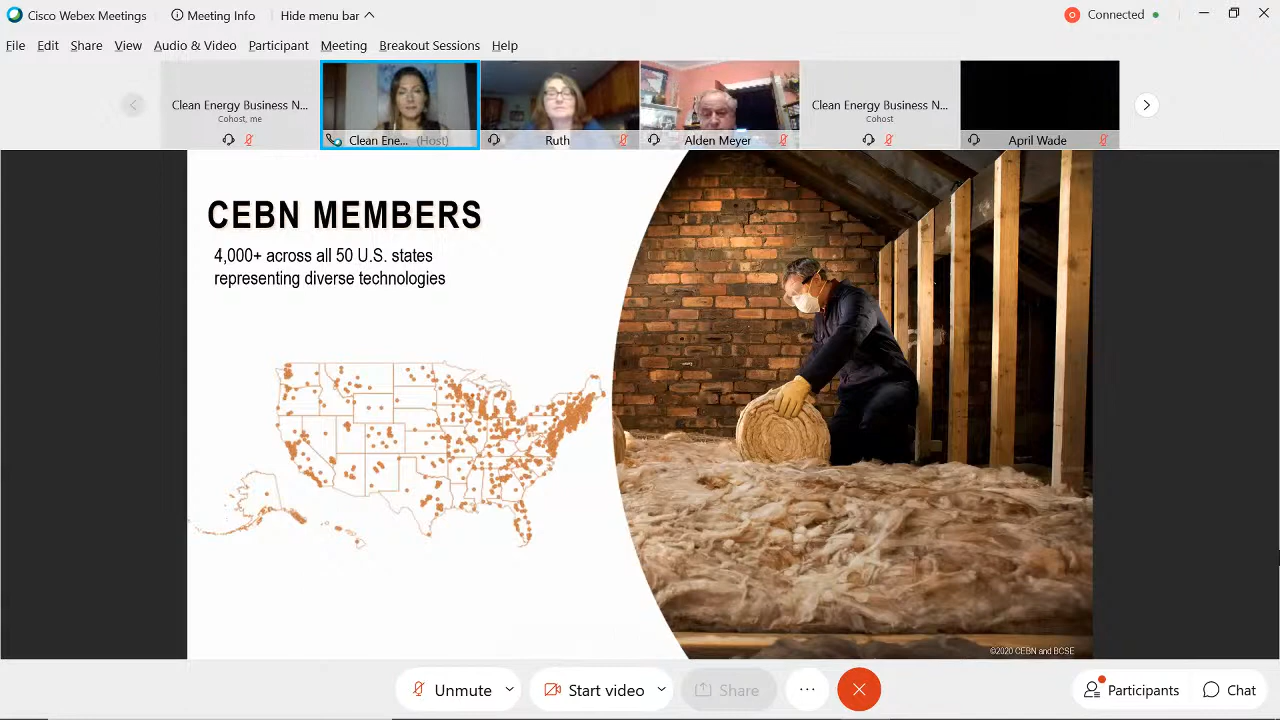 Cisco Webex Meetings
Meeting Info
Hide menu bar
Connected
File
Edit
Share
View
Audio & Video
Participant
Meeting
Breakout Sessions
Help
Clean Energy Business N...
Cohost, me
Clean Ene... (Host)
Ruth
Alden Meyer
Clean Energy Business N...
Cohost
April Wade
CEBN MEMBERS
4,000+ across all 50 U.S. states
representing diverse technologies
©2020 CEBN and BCSE
Unmute
Start video
Share
Participants
Chat